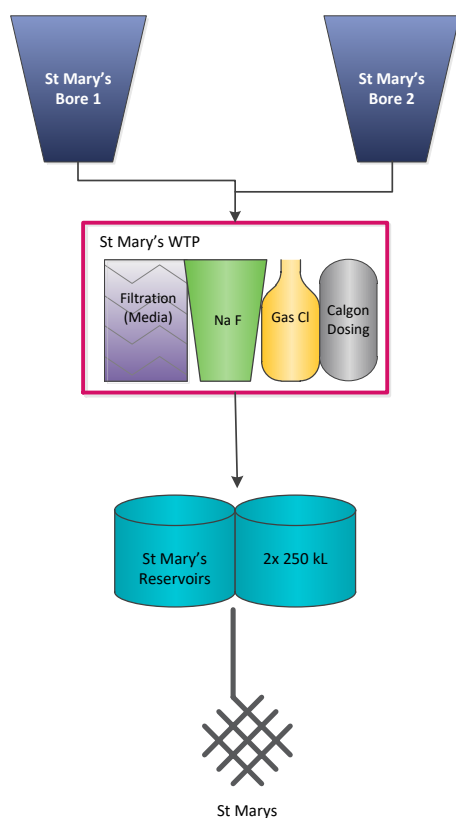 St Mary's
Bore 1
St Mary's
Bore 2
St Mary's WTP
Filtration
(Media)
Na F
Gas Cl
Calgon
Dosing
St Mary's
Reservoirs
2x 250 kL
St Marys